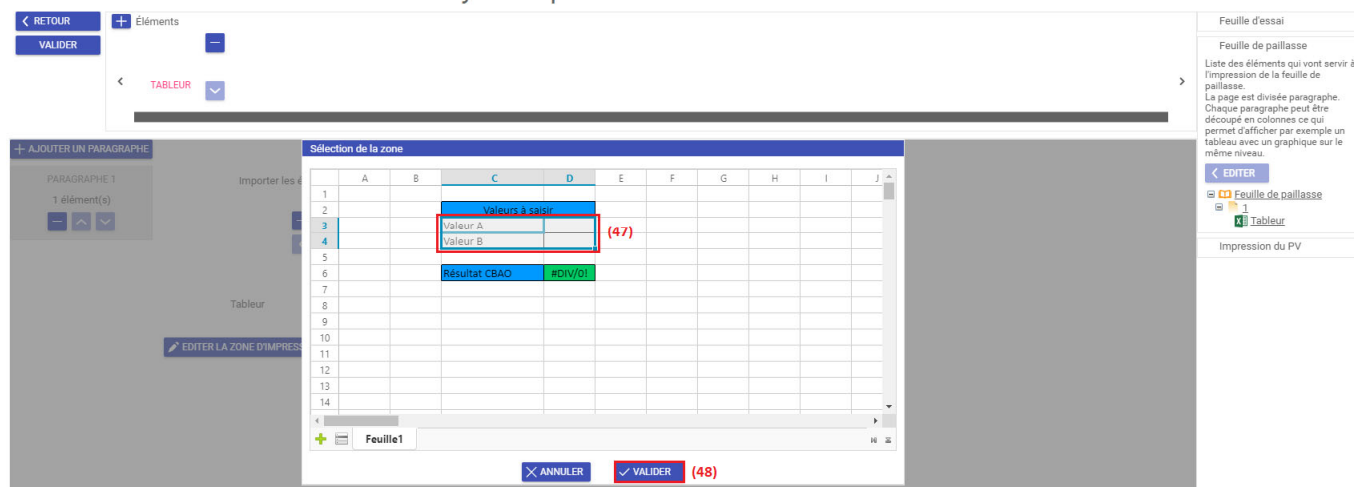 RETOUR
Éléments
VALIDER
TABLEUR
Feuille d'essai
Feuille de paillasse
Liste des éléments qui vont servir à
l'impression de la feuille de
paillasse.
La page est divisée paragraphe.
Chaque paragraphe peut être
découpé en colonnes ce qui
permet d'afficher par exemple un
tableau avec un graphique sur le
même niveau.
EDITER
Feuille de paillasse
1
Tableur
Impression du PV
AJOUTER UN PARAGRAPHE
PARAGRAPHE 1
1 élément(s)
Importer les é
Tableur
EDITER LA ZONE D'IMPRESS
Sélection de la zone
A B C D E F G H I J
1
2 Valeurs à saisir
3 Valeur A
(47)
4 Valeur B
5
6 Résultat CBAO #DIV/0!
7
8
9
10
11
12
13
14
Feuille1
ANNULER VALIDER (48)